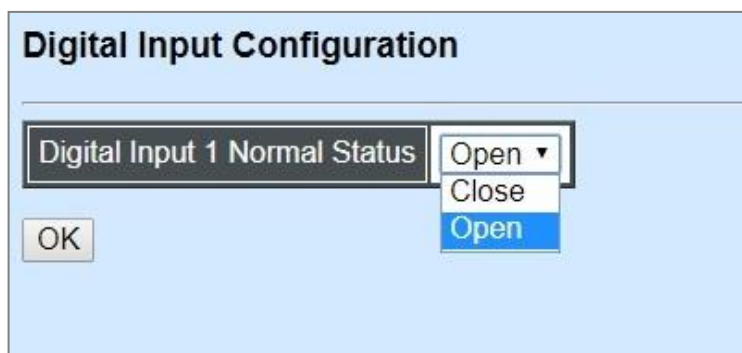 Digital Input Configuration
Digital Input 1 Normal Status Open
Close
Open
OK